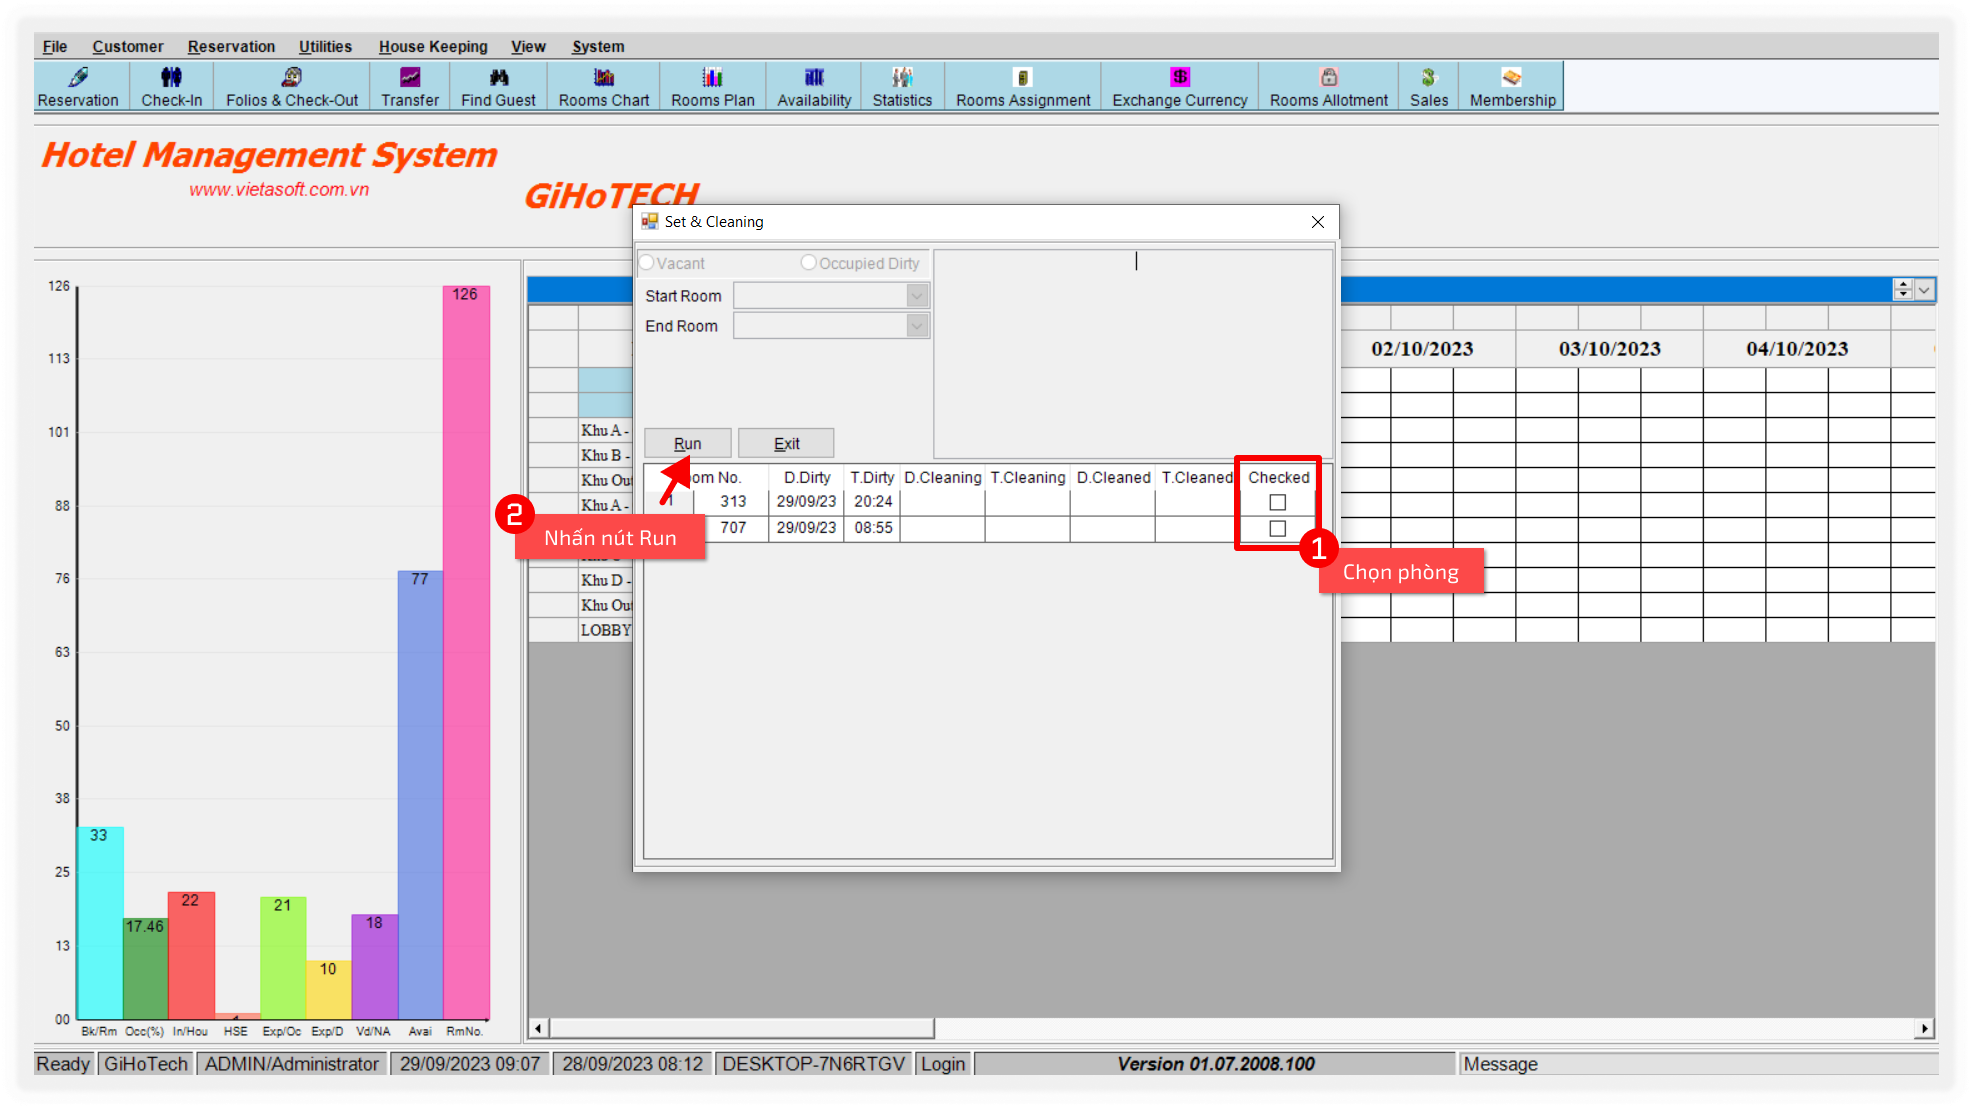 File Customer Reservation Utilities House Keeping View System
Reservation Check-In Folios & Check-Out Transfer Find Guest Rooms Chart Rooms Plan Availability Statistics Rooms Assignment Exchange Currency Rooms Allotment Sales Membership
Hotel Management System
www.vietasoft.com.vn
GiHoTECH
Set & Cleaning
Vacant Occupied Dirty
Start Room
End Room
Run Exit
oom No. D.Dirty T.Dirty D.Cleaning T.Cleaning D.Cleaned T.Cleaned Checked
1 313 29/09/23 20:24
707 29/09/23 08:55
2
Nhấn nút Run
1
Chọn phòng
02/10/2023 03/10/2023 04/10/2023
Khu A -
Khu B -
Khu Out
Khu A -
Khu D -
Khu Out
LOBBY
126
113
101
88
76
63
50
38
25
13
00
33
17.46
22
21
10
18
77
126
Bk/Rm Occ(%) In/Hou HSE Exp/Oc Exp/D Vd/NA Avai RmNo.
Ready GiHoTech ADMIN/Administrator 29/09/2023 09:07 28/09/2023 08:12 DESKTOP-7N6RTGV Login Version 01.07.2008.100 Message